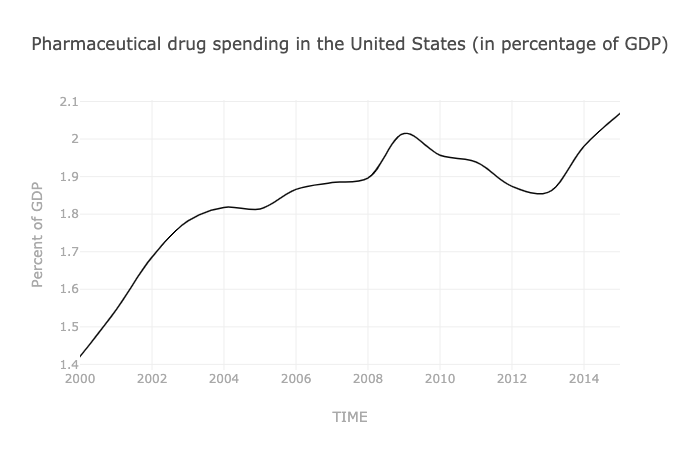 Pharmaceutical drug spending in the United States (in percentage of GDP)
2.1
2
1.9
1.8
1.7
1.6
1.5
1.4
Percent of GDP
2000 2002 2004 2006 2008 2010 2012 2014
TIME